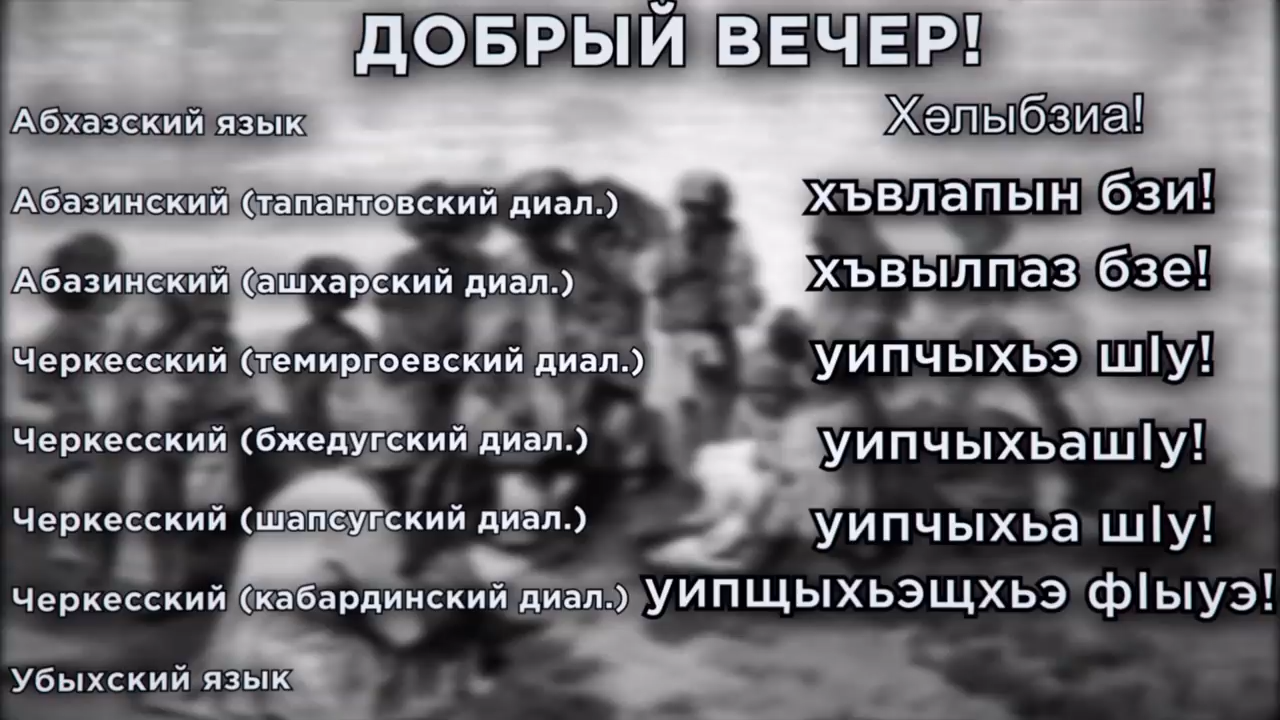 ДОБРЫЙ ВЕЧЕР!
Абхазский язык Хәлыбзиа!
Абазинский (тапантовский диал.) хъвлапын бзи!
Абазинский (ашхарский диал.) хъвылпаз бзе!
Черкесский (темиргоевский диал.) уипчыхьэ шӏу!
Черкесский (бжедугский диал.) уипчыхьашӏу!
Черкесский (шапсугский диал.) уипчыхьа шӏу!
Черкесский (кабардинский диал.) уипщыхьэщхьэ фӏыуэ!
Убыхский язык